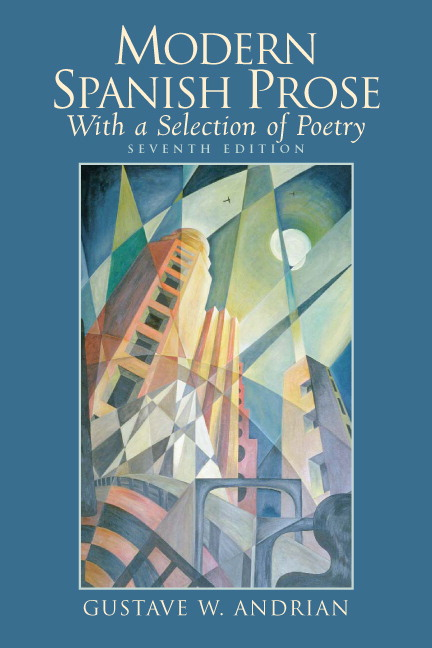 MODERN
SPANISH PROSE
With a Selection of Poetry
SEVENTH EDITION
GUSTAVE W. ANDRIAN